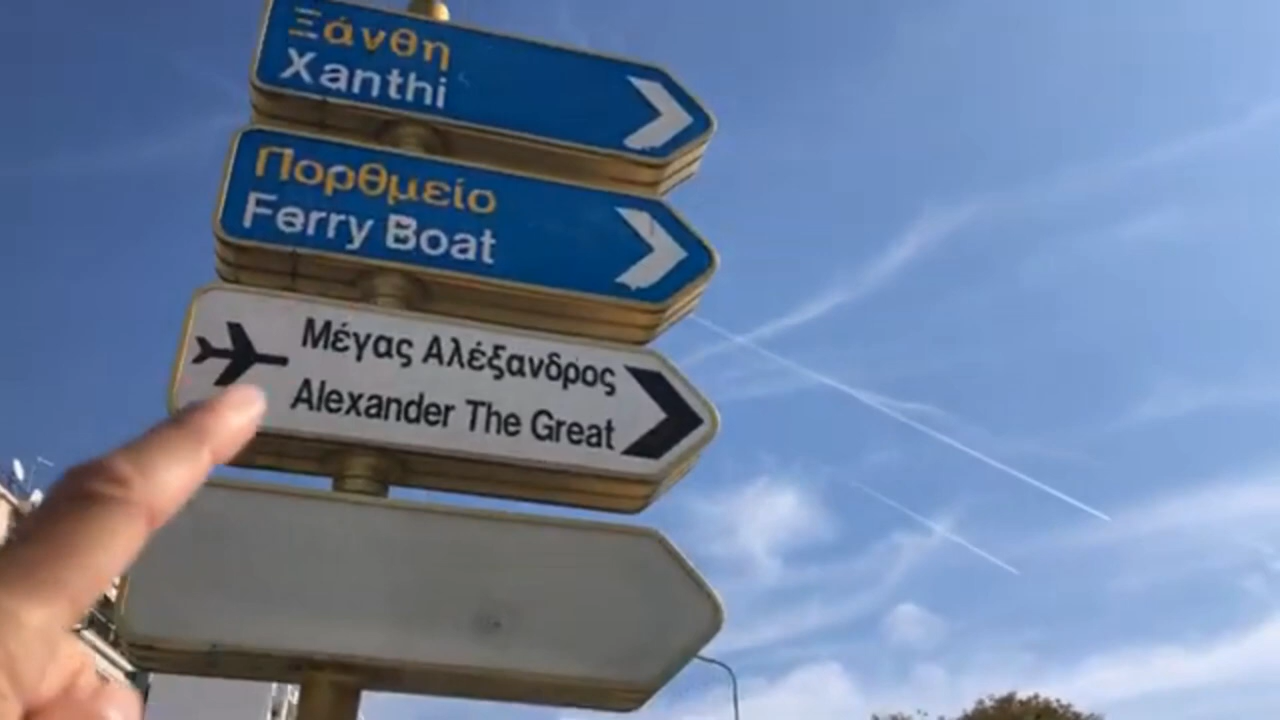 Ξάνθη
Xanthi
Πορθμείο
Ferry Boat
Μέγας Αλέξανδρος
Alexander The Great